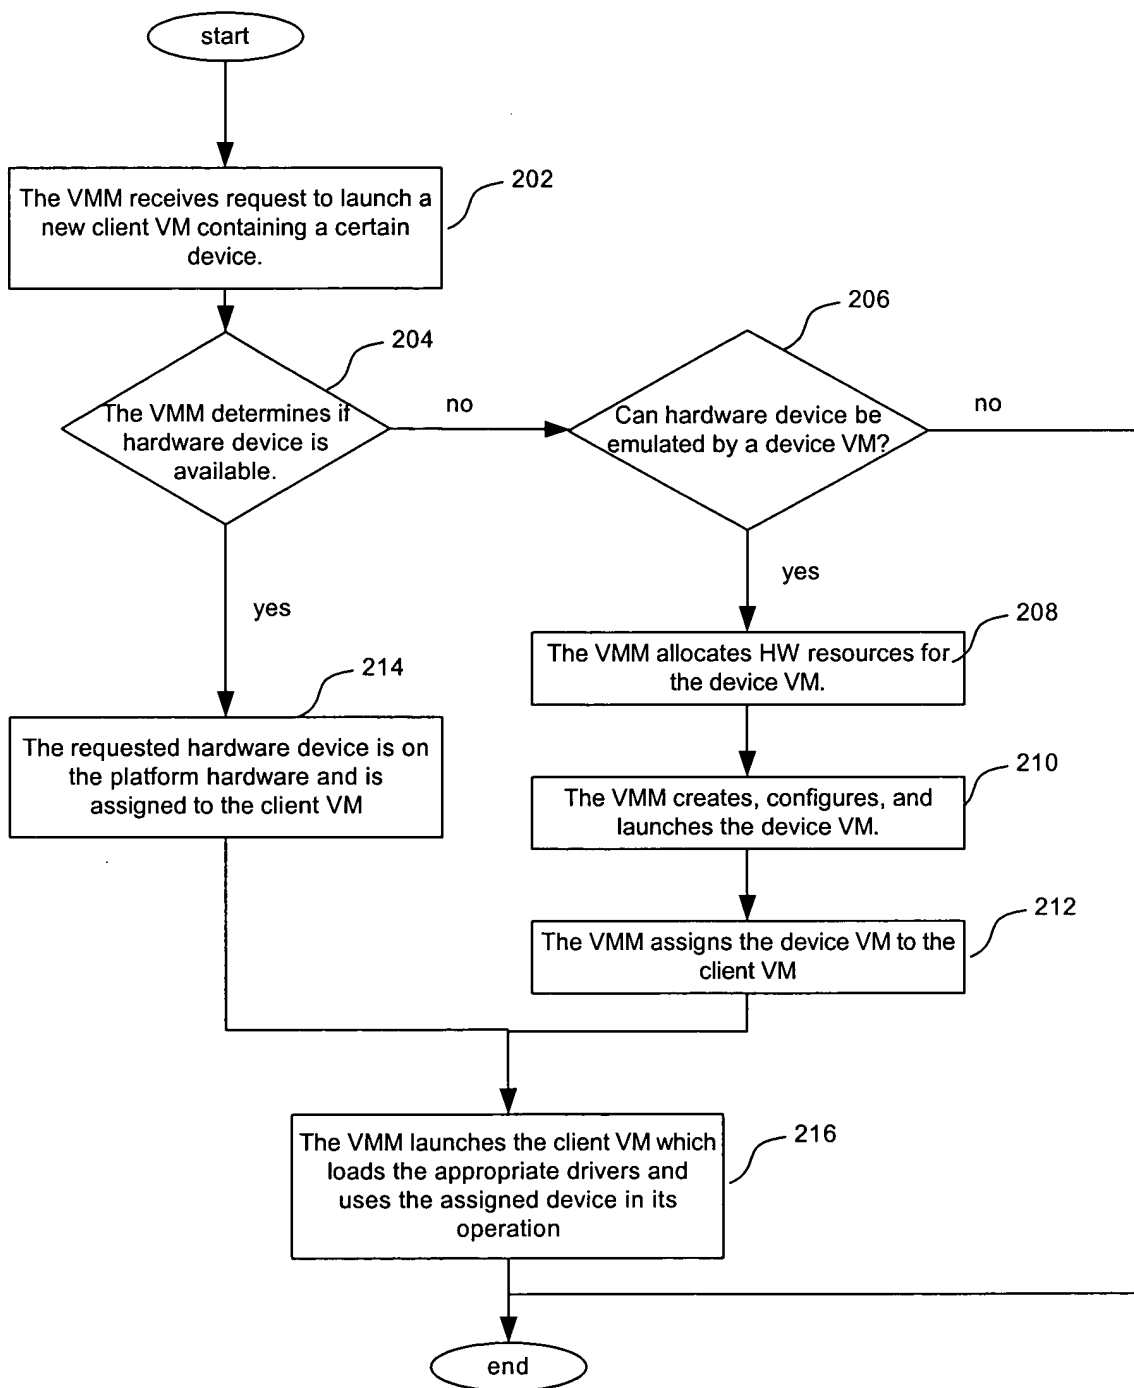 start
The VMM receives request to launch a
new client VM containing a certain
device.
202
204
The VMM determines if
hardware device is
available.
no
206
Can hardware device be
emulated by a device VM?
no
yes
yes
208
The VMM allocates HW resources for
the device VM.
214
The requested hardware device is on
the platform hardware and is
assigned to the client VM
210
The VMM creates, configures, and
launches the device VM.
212
The VMM assigns the device VM to the
client VM
216
The VMM launches the client VM which
loads the appropriate drivers and
uses the assigned device in its
operation
end